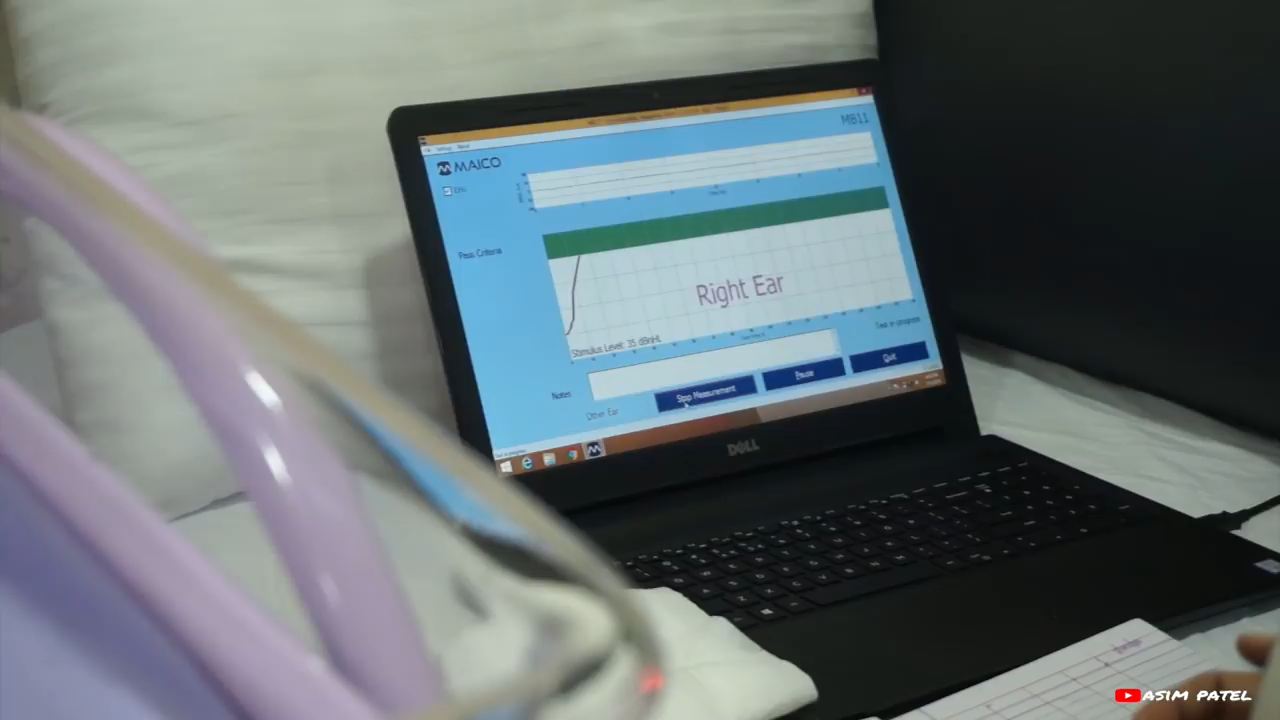 MB11
MAICO
EEG
Pass Criteria
Right Ear
Stimulus Level: 35 dBnHL
Test in progress
Notes
Other Ear
Stop Measurement
Pause
Quit
DELL
ASIM PATEL